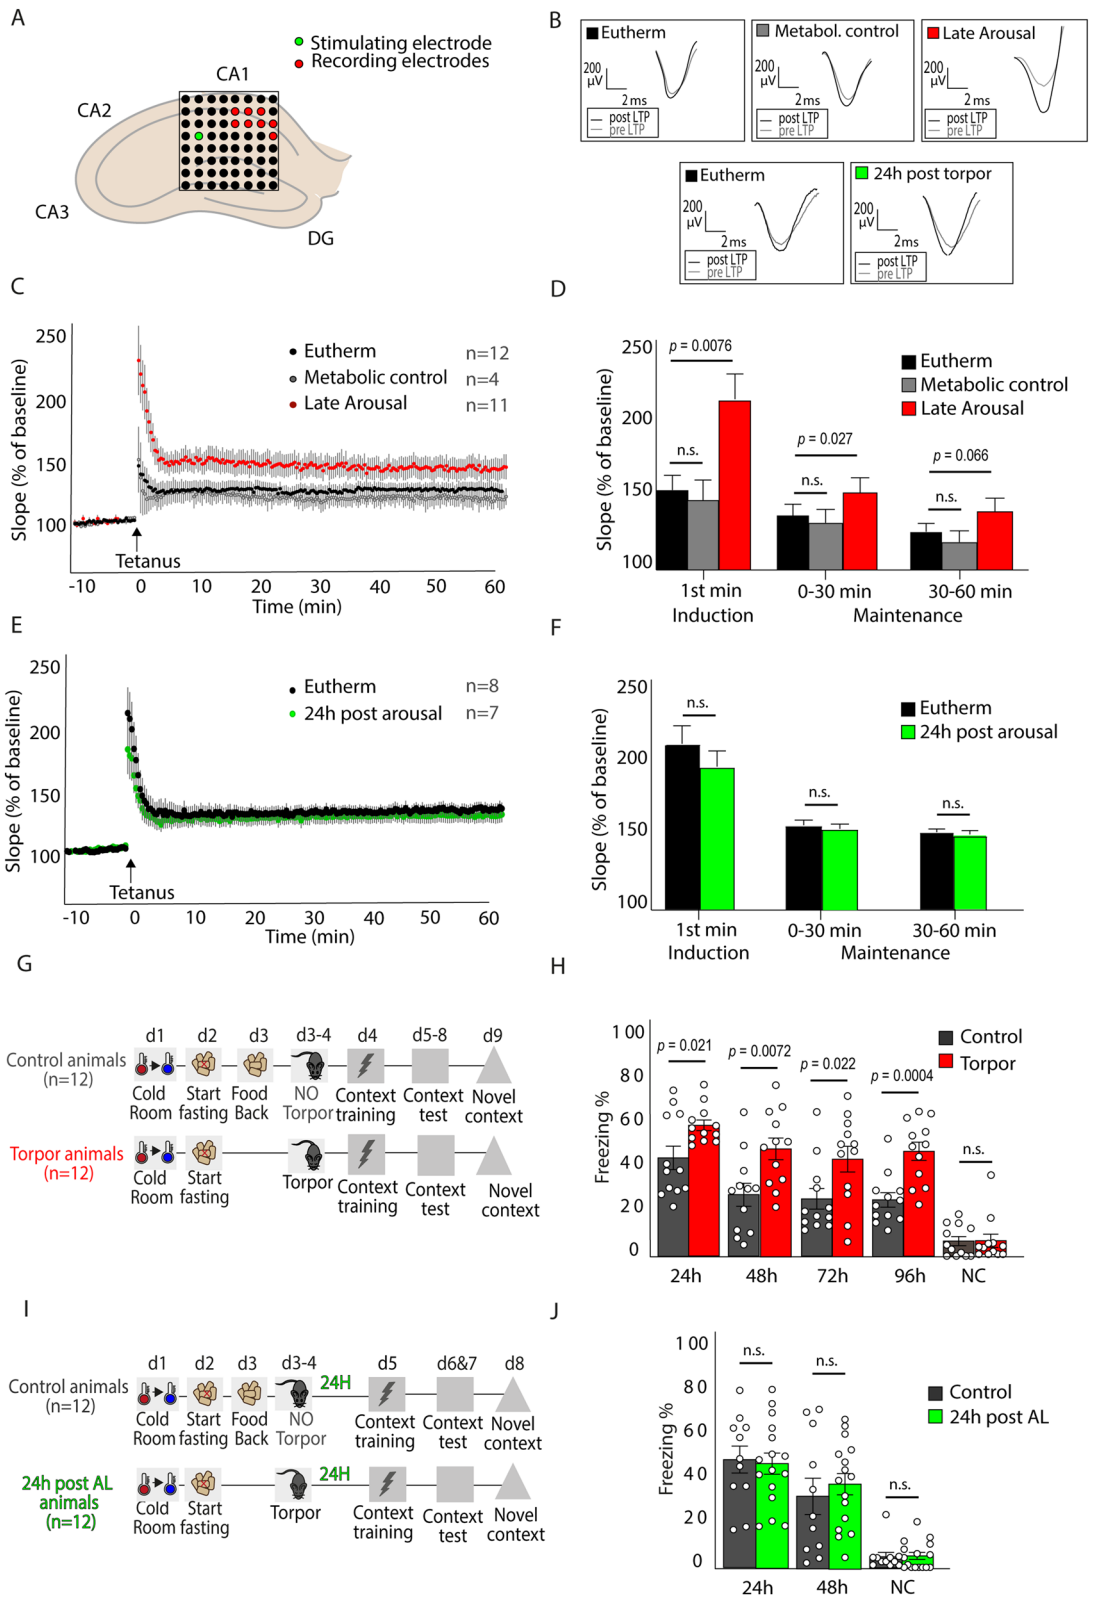 A
Stimulating electrode
Recording electrodes
CA1
CA2
CA3
DG
B
Eutherm
200
µV
2 ms
post LTP
pre LTP
Metabol. control
200
µV
2 ms
post LTP
pre LTP
Late Arousal
200
µV
2 ms
post LTP
pre LTP
Eutherm
200
µV
2ms
post LTP
pre LTP
24h post torpor
200
µV
2ms
post LTP
pre LTP
C
Slope (% of baseline)
250
200
150
100
Eutherm n=12
Metabolic control n=4
Late Arousal n=11
Tetanus
-10 0 10 20 30 40 50 60
Time (min)
D
Slope (% of baseline)
250
200
150
100
p = 0.0076
n.s.
p = 0.027
n.s.
p = 0.066
n.s.
Eutherm
Metabolic control
Late Arousal
1st min 0-30 min 30-60 min
Induction Maintenance
E
Slope (% of baseline)
250
200
150
100
Eutherm n=8
24h post arousal n=7
Tetanus
-10 0 10 20 30 40 50 60
Time (min)
F
Slope (% of baseline)
250
200
150
100
n.s.
n.s.
n.s.
Eutherm
24h post arousal
1st min 0-30 min 30-60 min
Induction Maintenance
G
d1 d2 d3 d3-4 d4 d5-8 d9
Control animals
(n=12)
Cold Start Food NO Context Context Novel
Room fasting Back Torpor training test context
Torpor animals
(n=12)
Cold Start Torpor Context Context Novel
Room fasting training test context
H
Freezing %
100
80
60
40
20
0
p = 0.021
p = 0.0072
p = 0.022
p = 0.0004
n.s.
Control
Torpor
24h 48h 72h 96h NC
I
d1 d2 d3 d3-4 d5 d6&7 d8
24H
Control animals
(n=12)
Cold Start Food NO Context Context Novel
Room fasting Back Torpor training test context
24H
24h post AL
animals
(n=12)
Cold Start Torpor Context Context Novel
Room fasting training test context
J
Freezing %
100
80
60
40
20
0
n.s.
n.s.
n.s.
Control
24h post AL
24h 48h NC